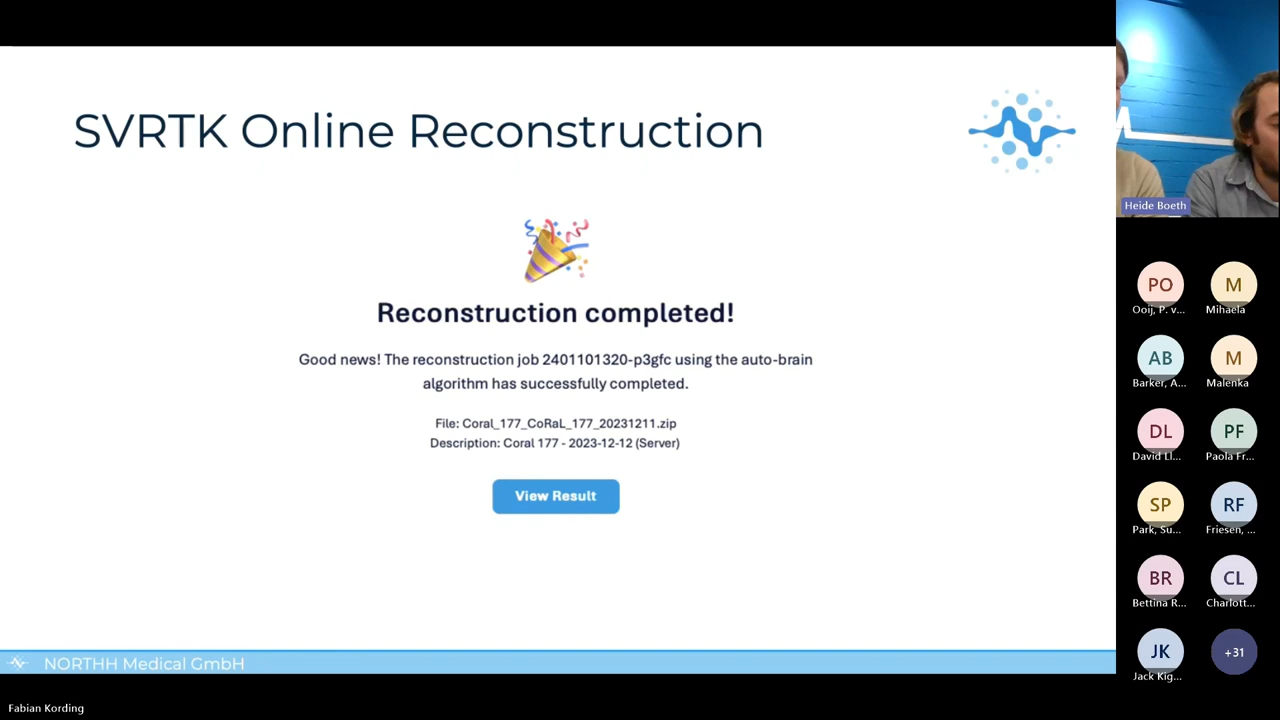 SVRTK Online Reconstruction
Reconstruction completed!
Good news! The reconstruction job 2401101320-p3gfc using the auto-brain
algorithm has successfully completed.
File: Coral_177_CoRaL_177_20231211.zip
Description: Coral 177 - 2023-12-12 (Server)
View Result
NORTHH Medical GmbH
Fabian Kording
Heide Boeth
PO
Ooij, P. v...
M
Mihaela
AB
Barker, A...
M
Malenka
DL
David Ll...
PF
Paola Fr...
SP
Park, Su...
RF
Friesen, ...
BR
Bettina R...
CL
Charlott...
JK
Jack Kig...
+31